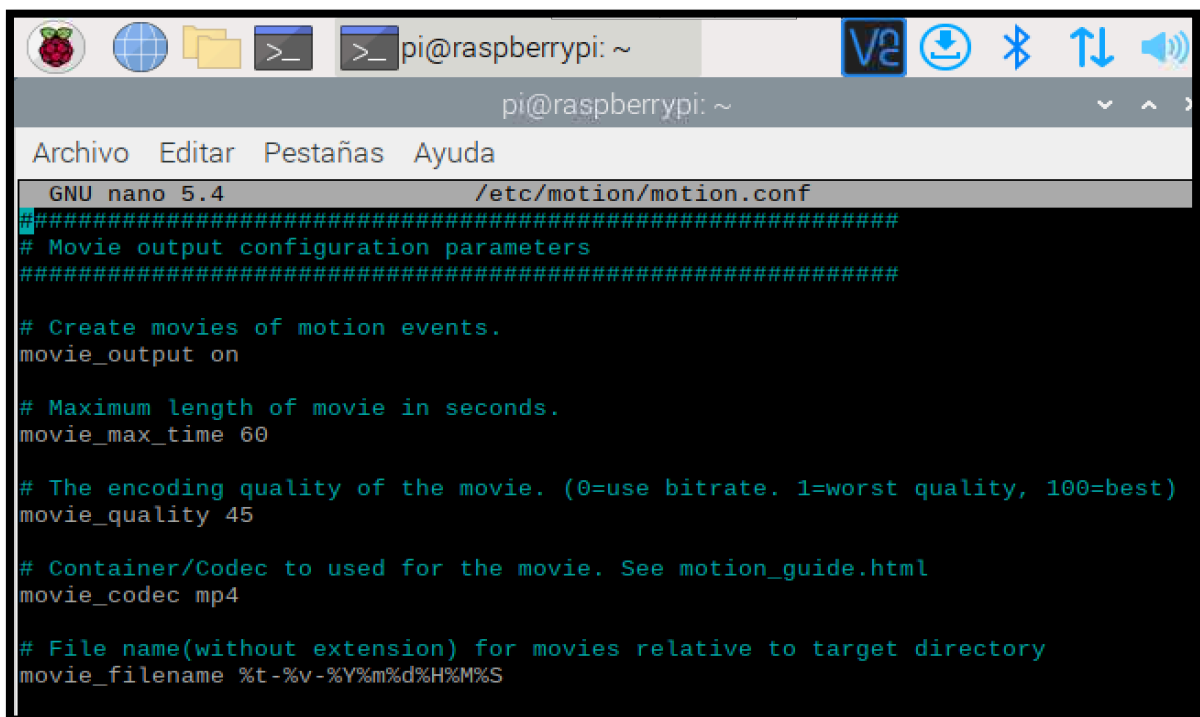 >_ >_ pi@raspberrypi: ~ V2
pi@raspberrypi: ~
Archivo Editar Pestañas Ayuda
GNU nano 5.4 /etc/motion/motion.conf
############################################################
# Movie output configuration parameters
############################################################
# Create movies of motion events.
movie_output on
# Maximum length of movie in seconds.
movie_max_time 60
# The encoding quality of the movie. (0=use bitrate. 1=worst quality, 100=best)
movie_quality 45
# Container/Codec to used for the movie. See motion_guide.html
movie_codec mp4
# File name(without extension) for movies relative to target directory
movie_filename %t-%v-%Y%m%d%H%M%S